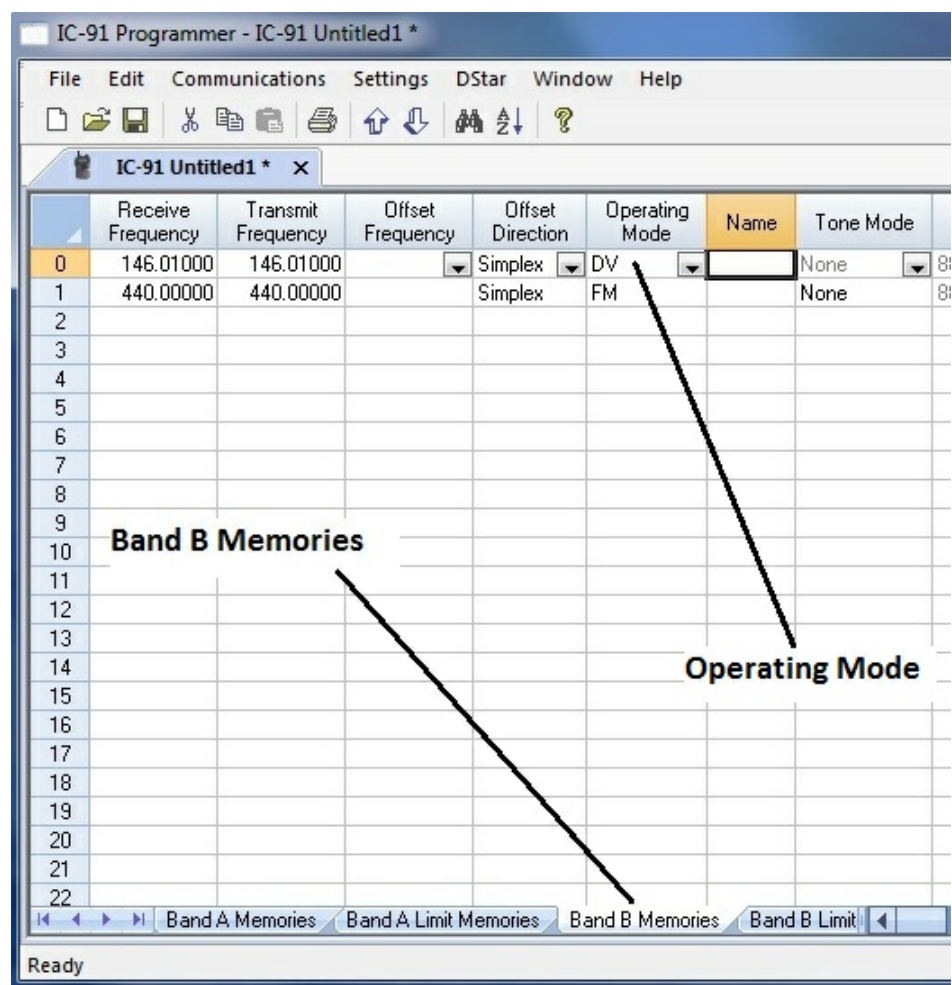 IC-91 Programmer - IC-91 Untitled1 *
File Edit Communications Settings DStar Window Help
IC-91 Untitled1 * x
Receive Frequency Transmit Frequency Offset Frequency Offset Direction Operating Mode Name Tone Mode
0 146.01000 146.01000 Simplex DV None
1 440.00000 440.00000 Simplex FM None
2
3
4
5
6
7
8
9
10
Band B Memories
11
12
13
14
Operating Mode
15
16
17
18
19
20
21
22
Band A Memories Band A Limit Memories Band B Memories Band B Limit
Ready